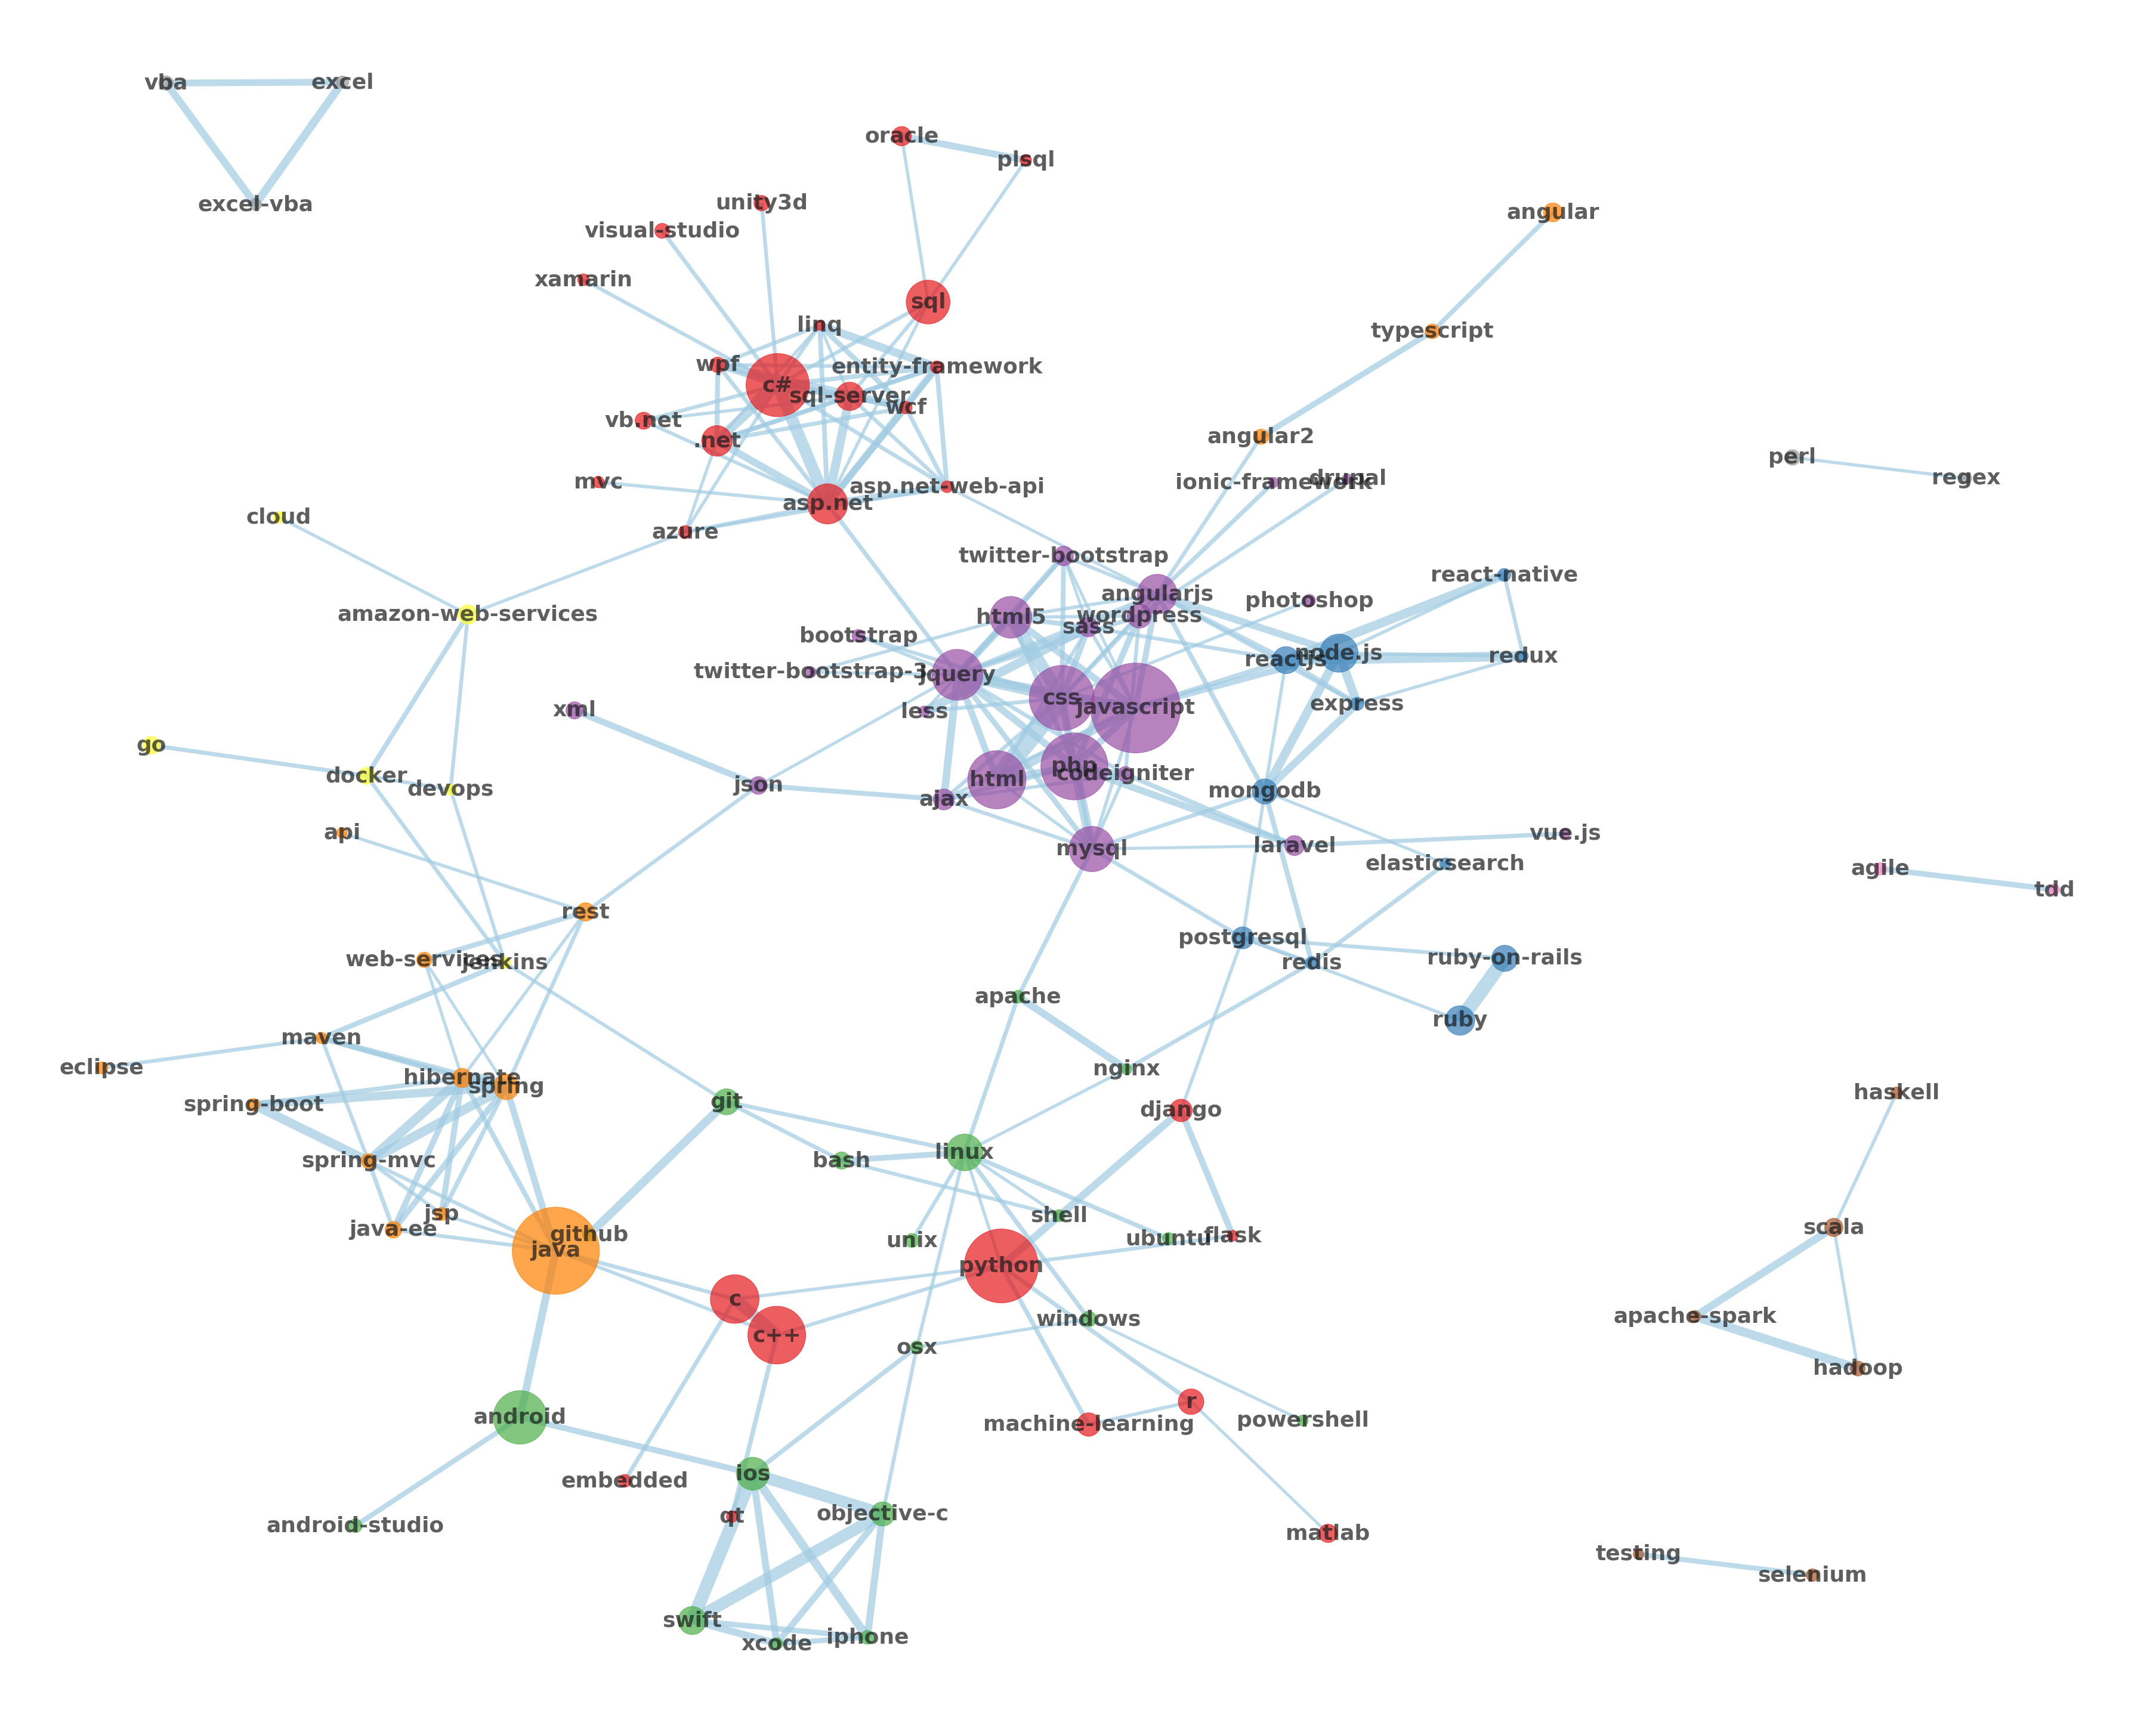 vba
excel
excel-vba
oracle
plsql
unity3d
visual-studio
xamarin
sql
linq
wpf
entity-framework
c#
sql-server
wcf
vb.net
.net
mvc
asp.net-web-api
asp.net
azure
angular
typescript
angular2
ionic-framework
drupal
perl
regex
cloud
amazon-web-services
twitter-bootstrap
angularjs
react-native
photoshop
html5
wordpress
sass
bootstrap
node.js
reactjs
redux
twitter-bootstrap-3
jquery
css
javascript
express
less
xml
go
docker
devops
json
html
php
codeigniter
ajax
mongodb
api
mysql
laravel
vue.js
elasticsearch
agile
tdd
rest
web-services
jenkins
postgresql
redis
ruby-on-rails
apache
ruby
maven
eclipse
hibernate
spring
spring-boot
nginx
git
django
haskell
spring-mvc
bash
linux
jsp
java-ee
github
java
unix
shell
ubuntu
flask
scala
python
c
c++
windows
osx
apache-spark
hadoop
android
machine-learning
r
powershell
ios
embedded
qt
objective-c
android-studio
matlab
testing
selenium
swift
xcode
iphone